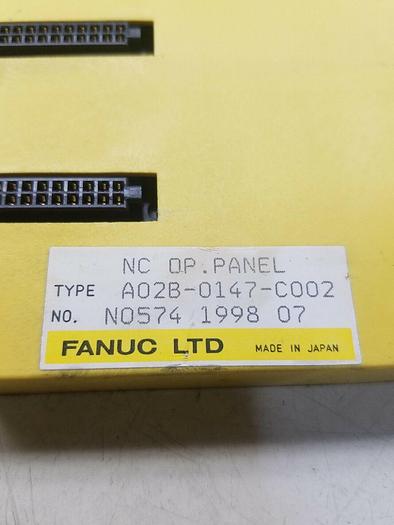 NC OP.PANEL
TYPE A02B-0147-C002
NO. N0574 1998 07
FANUC LTD MADE IN JAPAN